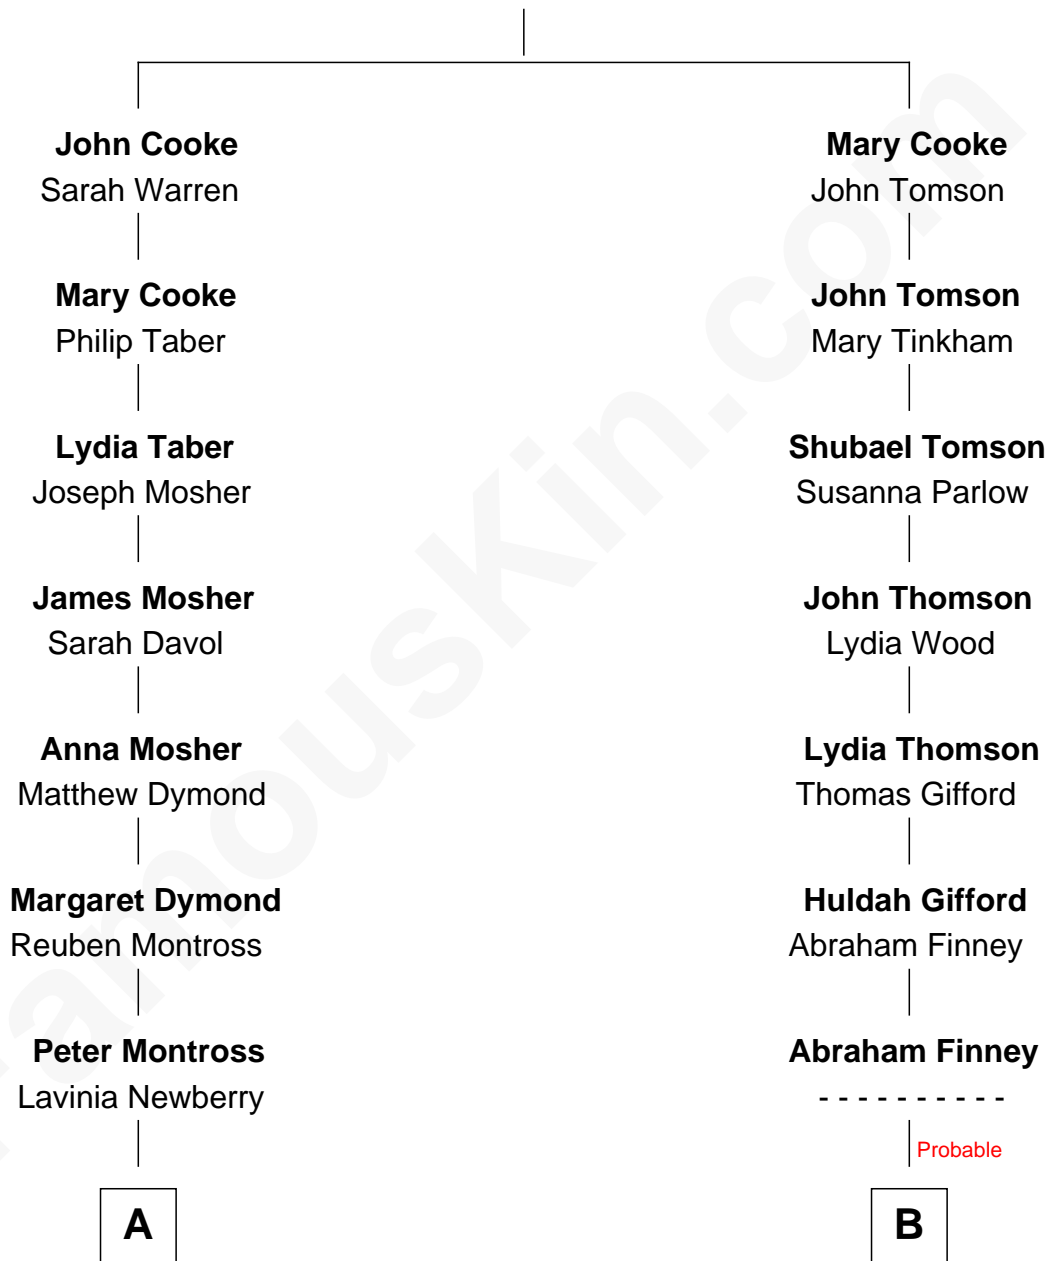 John Cooke
Sarah Warren
Mary Cooke
John Tomson
Mary Cooke
Philip Taber
John Tomson
Mary Tinkham
Lydia Taber
Joseph Mosher
Shubael Tomson
Susanna Parlow
James Mosher
Sarah Davol
John Thomson
Lydia Wood
Anna Mosher
Matthew Dymond
Lydia Thomson
Thomas Gifford
Margaret Dymond
Reuben Montross
Huldah Gifford
Abraham Finney
Peter Montross
Lavinia Newberry
Abraham Finney
- - - - - - - - - -
Probable
A
B
FamousKin.com